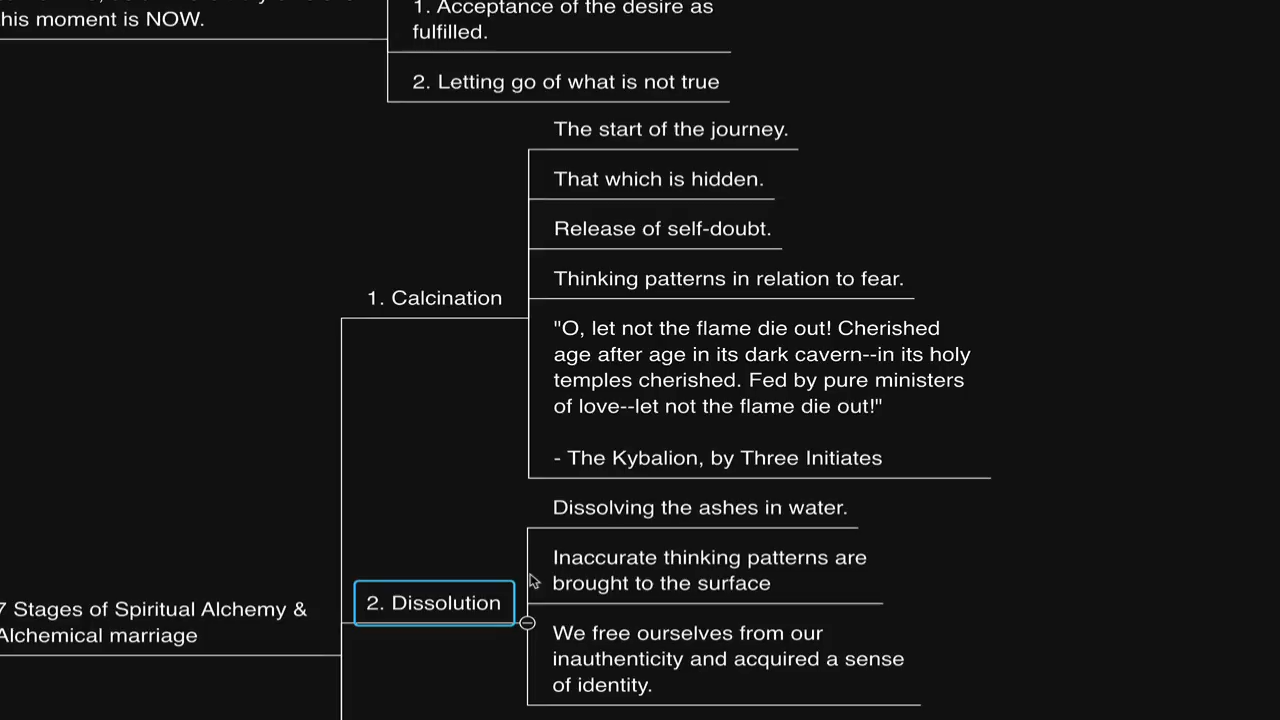 his moment is NOW.
1. Acceptance of the desire as
fulfilled.
2. Letting go of what is not true
The start of the journey.
That which is hidden.
Release of self-doubt.
Thinking patterns in relation to fear.
1. Calcination
"O, let not the flame die out! Cherished
age after age in its dark cavern--in its holy
temples cherished. Fed by pure ministers
of love--let not the flame die out!"
- The Kybalion, by Three Initiates
Dissolving the ashes in water.
Inaccurate thinking patterns are
brought to the surface
2. Dissolution
We free ourselves from our
inauthenticity and acquired a sense
of identity.
7 Stages of Spiritual Alchemy &
Alchemical marriage